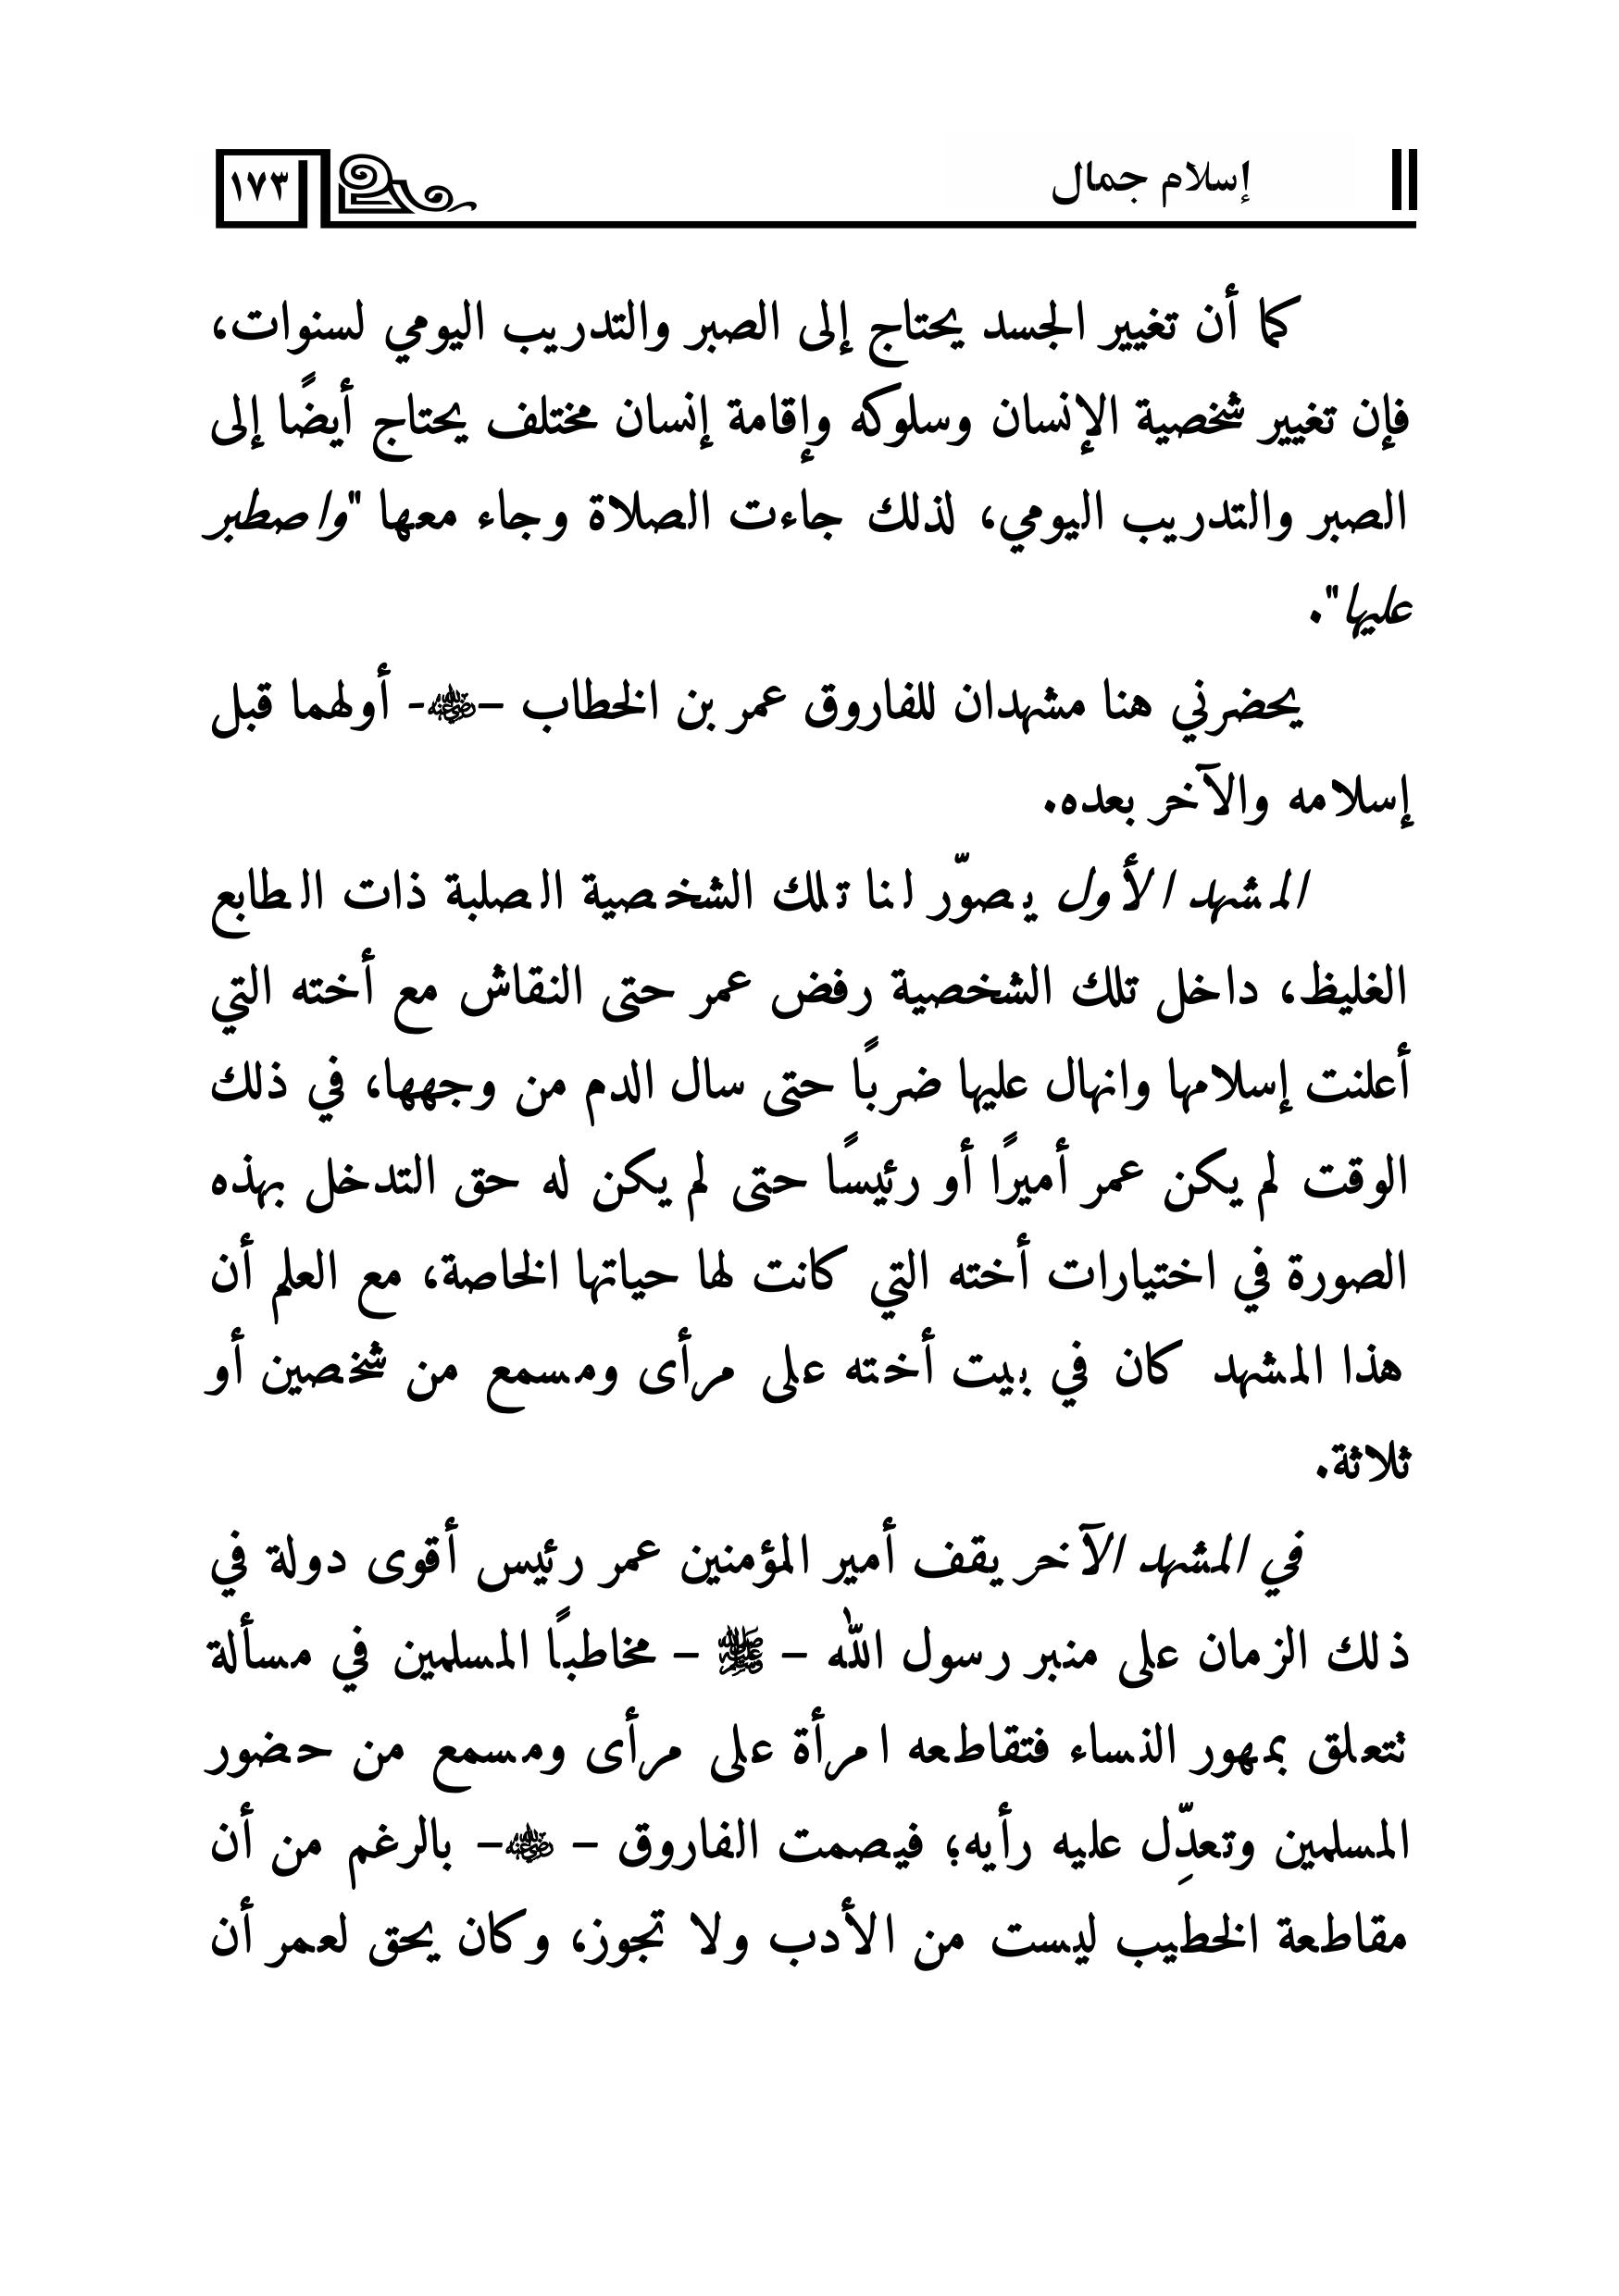 إسلام جمال
١٧٣
كما أن تغيير الجسد يحتاج إلى الصبر والتدريب اليومي لسنوات،
فإن تغيير شخصية الإنسان وسلوكه وإقامة إنسان مختلف يحتاج أيضًا إلى
الصبر والتدريب اليومي، لذلك جاءت الصلاة وجاء معها "واصطبر
عليها".
يحضرني هنا مشهدان للفاروق عمر بن الخطاب –رضي الله عنه- أولهما قبل
إسلامه والآخر بعده.
المشهد الأول يصوّر لنا تلك الشخصية الصلبة ذات الطابع
الغليظ، داخل تلك الشخصية رفض عمر حتى النقاش مع أخته التي
أعلنت إسلامها وانهال عليها ضربًا حتى سال الدم من وجهها، في ذلك
الوقت لم يكن عمر أميرًا أو رئيسًا حتى لم يكن له حق التدخل بهذه
الصورة في اختيارات أخته التي كانت لها حياتها الخاصة، مع العلم أن
هذا المشهد كان في بيت أخته على مرأى ومسمع من شخصين أو
ثلاثة.
في المشهد الآخر يقف أمير المؤمنين عمر رئيس أقوى دولة في
ذلك الزمان على منبر رسول الله – ﷺ – مخاطبًا المسلمين في مسألة
تتعلق بمهور النساء فتقاطعه امرأة على مرأى ومسمع من حضور
المسلمين وتعدِّل عليه رأيه؛ فيصمت الفاروق – رضي الله عنه– بالرغم من أن
مقاطعة الخطيب ليست من الأدب ولا تجوز، وكان يحق لعمر أن